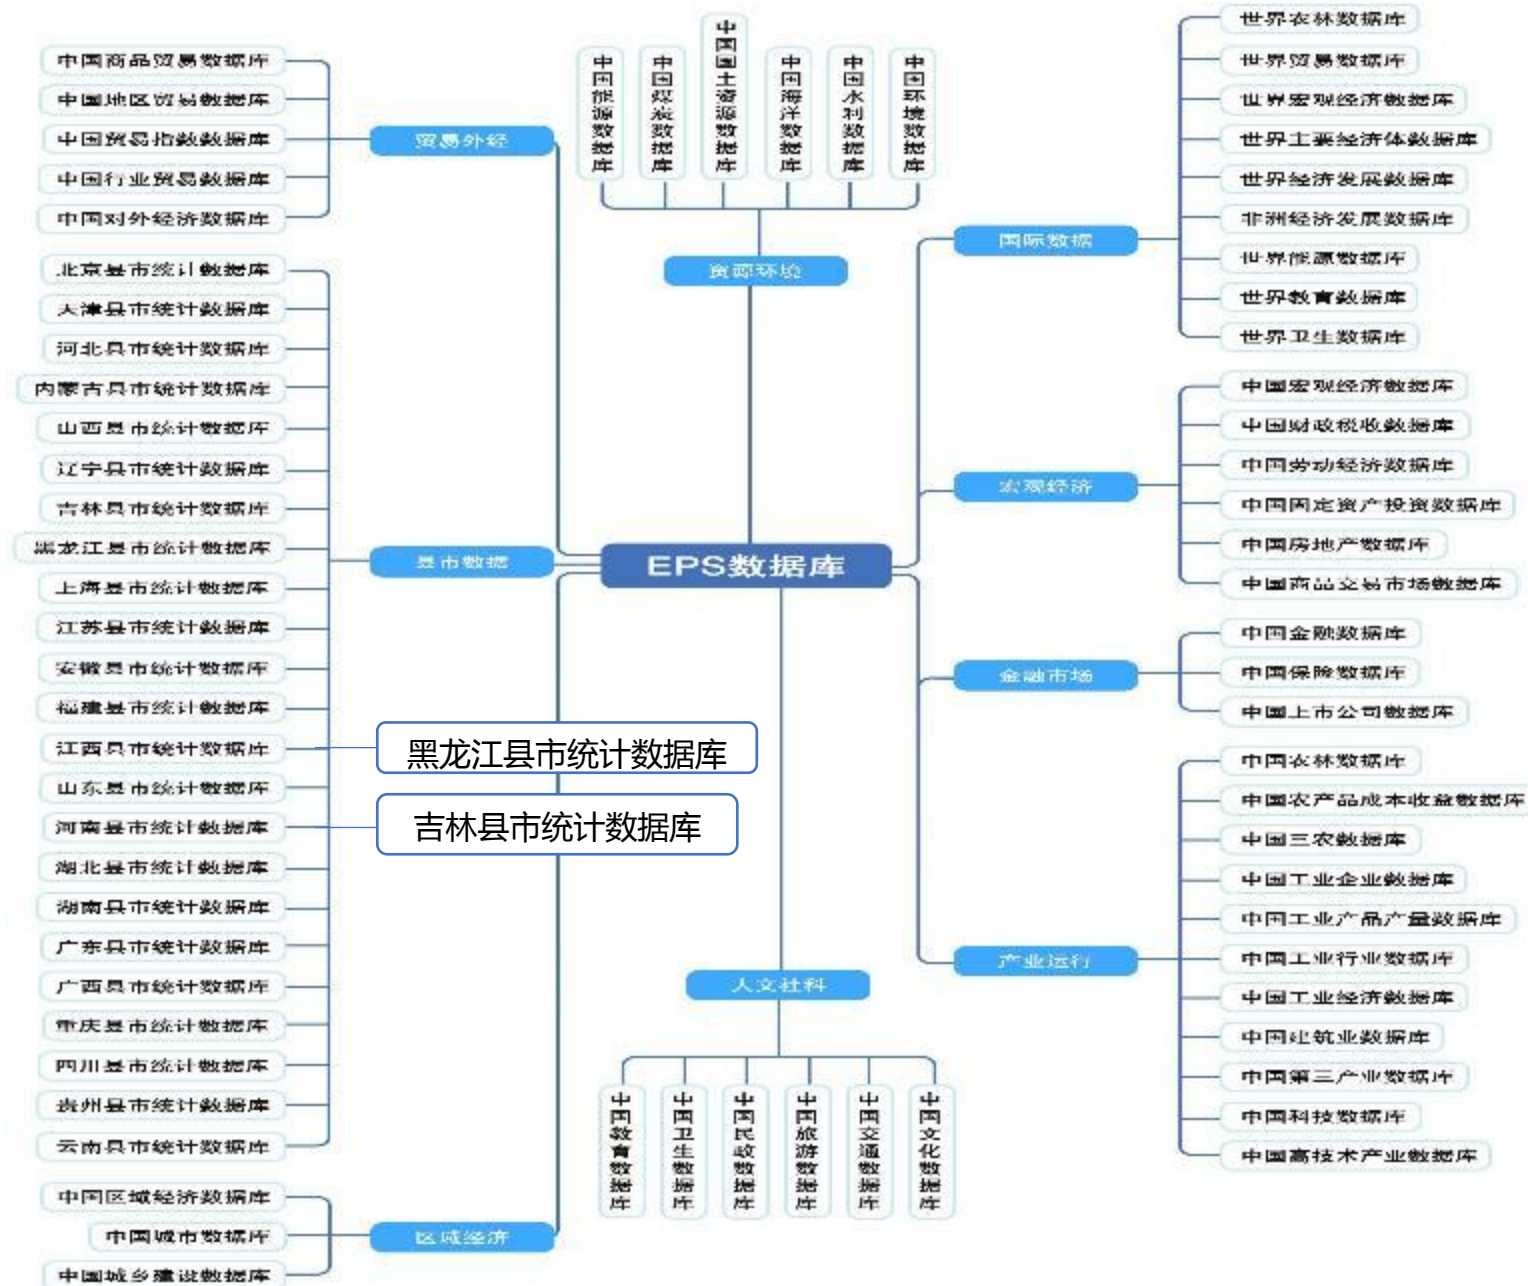 中国商品贸易数据库
中国地区贸易数据库
中国贸易指数数据库
中国行业贸易数据库
中国对外经济数据库
贸易外经
北京县市统计数据库
天津县市统计数据库
河北县市统计数据库
内蒙古县市统计数据库
山西县市统计数据库
辽宁县市统计数据库
吉林县市统计数据库
黑龙江县市统计数据库
上海县市统计数据库
江苏县市统计数据库
安徽县市统计数据库
福建县市统计数据库
江西县市统计数据库
山东县市统计数据库
河南县市统计数据库
湖北县市统计数据库
湖南县市统计数据库
广东县市统计数据库
广西县市统计数据库
重庆县市统计数据库
四川县市统计数据库
贵州县市统计数据库
云南县市统计数据库
县市数据
黑龙江县市统计数据库
吉林县市统计数据库
中国区域经济数据库
中国城市数据库
中国城乡建设数据库
区域经济
中国能源数据库
中国煤炭数据库
中国国土资源数据库
中国海洋数据库
中国水利数据库
中国环境数据库
资源环境
EPS数据库
人文社科
中国教育数据库
中国卫生数据库
中国民政数据库
中国旅游数据库
中国交通数据库
中国文化数据库
国际数据
世界农林数据库
世界贸易数据库
世界宏观经济数据库
世界主要经济体数据库
世界经济发展数据库
非洲经济发展数据库
世界能源数据库
世界教育数据库
世界卫生数据库
宏观经济
中国宏观经济数据库
中国财政税收数据库
中国劳动经济数据库
中国固定资产投资数据库
中国房地产数据库
中国商品交易市场数据库
金融市场
中国金融数据库
中国保险数据库
中国上市公司数据库
产业运行
中国农林数据库
中国农产品成本收益数据库
中国三农数据库
中国工业企业数据库
中国工业产品产量数据库
中国工业行业数据库
中国工业经济数据库
中国建筑业数据库
中国第三产业数据库
中国科技数据库
中国高技术产业数据库